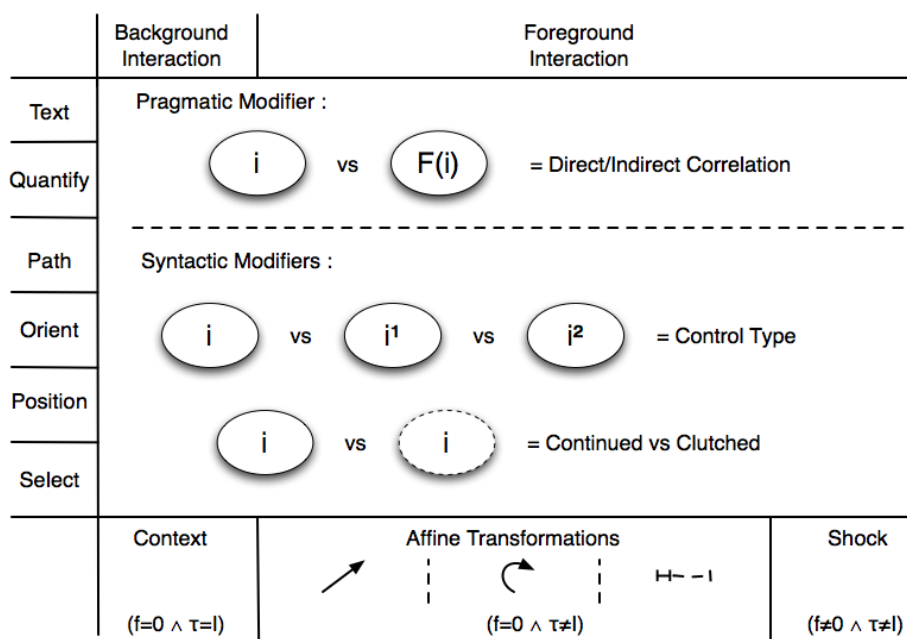 Background
Interaction
Foreground
Interaction
Text
Quantify
Path
Orient
Position
Select
Pragmatic Modifier :
i vs F(i) = Direct/Indirect Correlation
Syntactic Modifiers :
i vs i¹ vs i² = Control Type
i vs i = Continued vs Clutched
Context
Affine Transformations
Shock
(f=0 ∧ τ=I)
(f=0 ∧ τ≠I)
(f≠0 ∧ τ≠I)